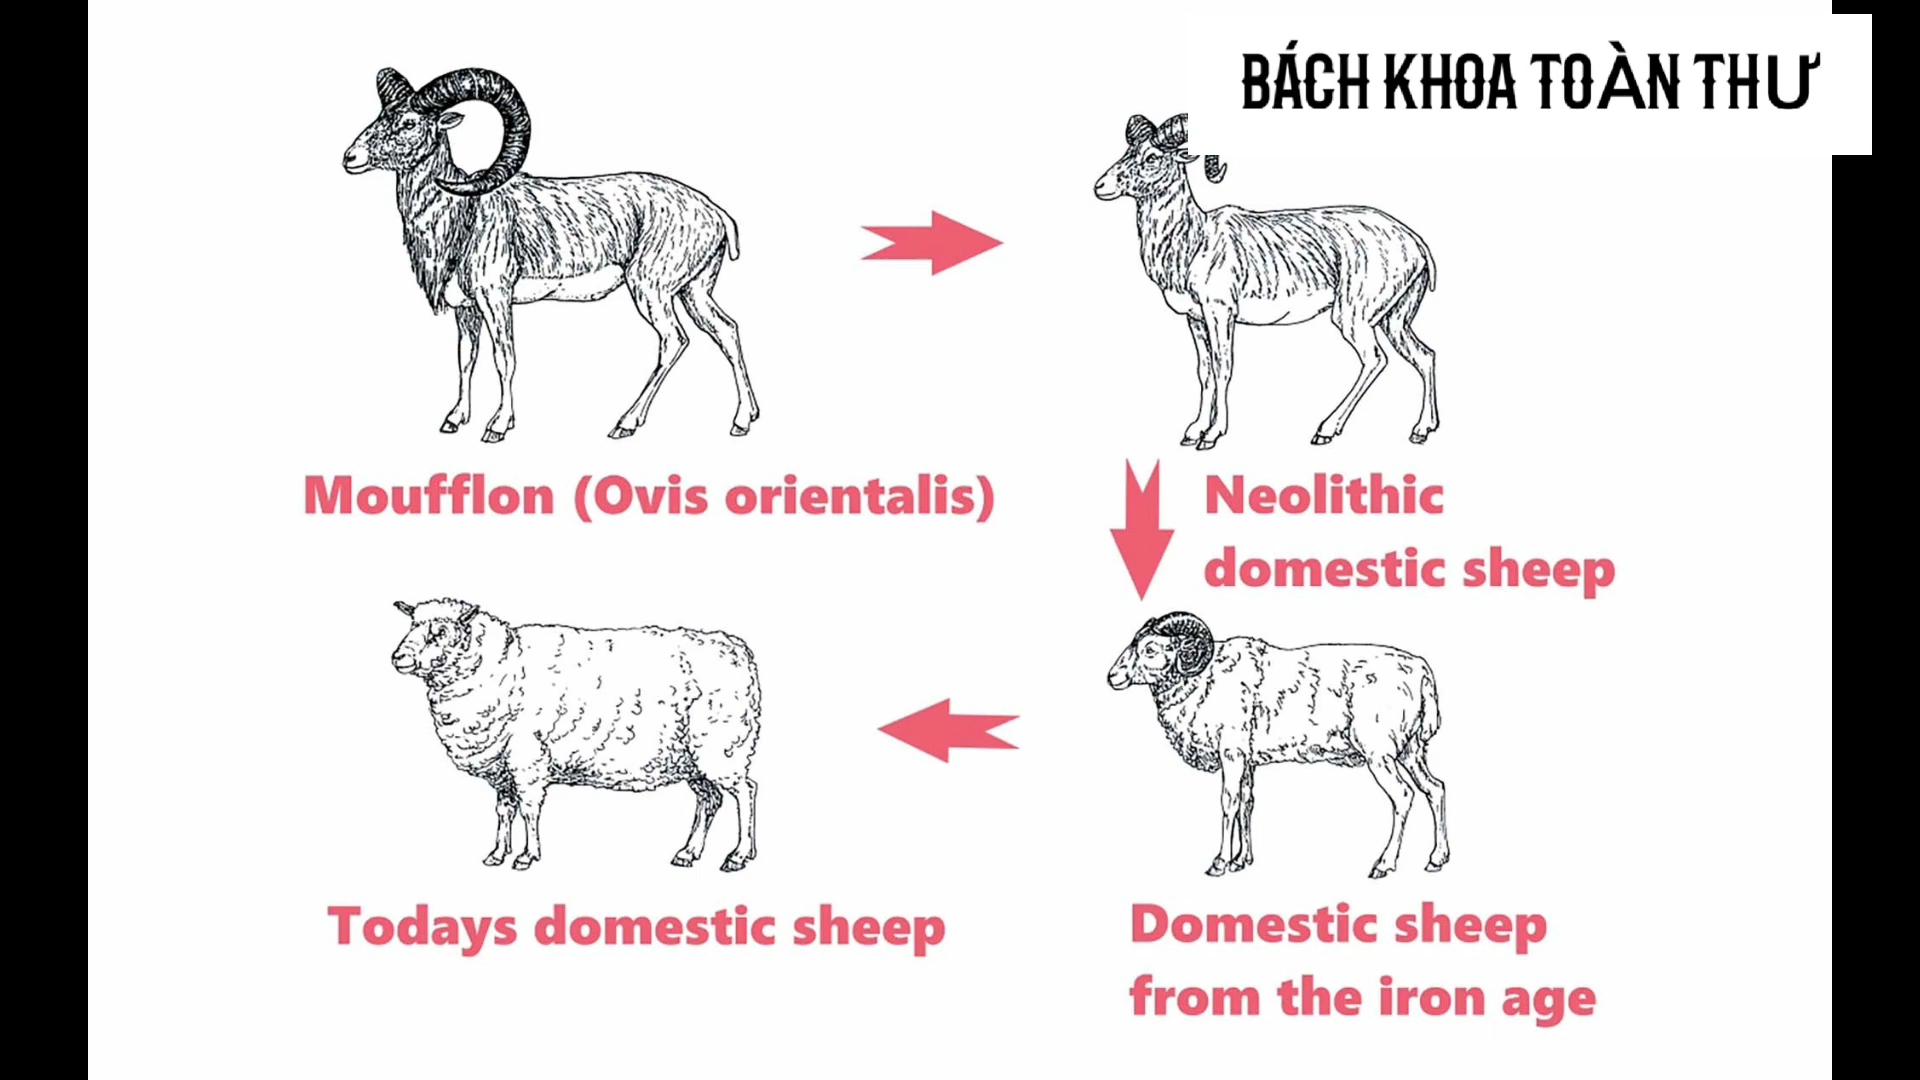 BÁCH KHOA TOÀN THƯ
Moufflon (Ovis orientalis)
Neolithic
domestic sheep
Todays domestic sheep
Domestic sheep
from the iron age